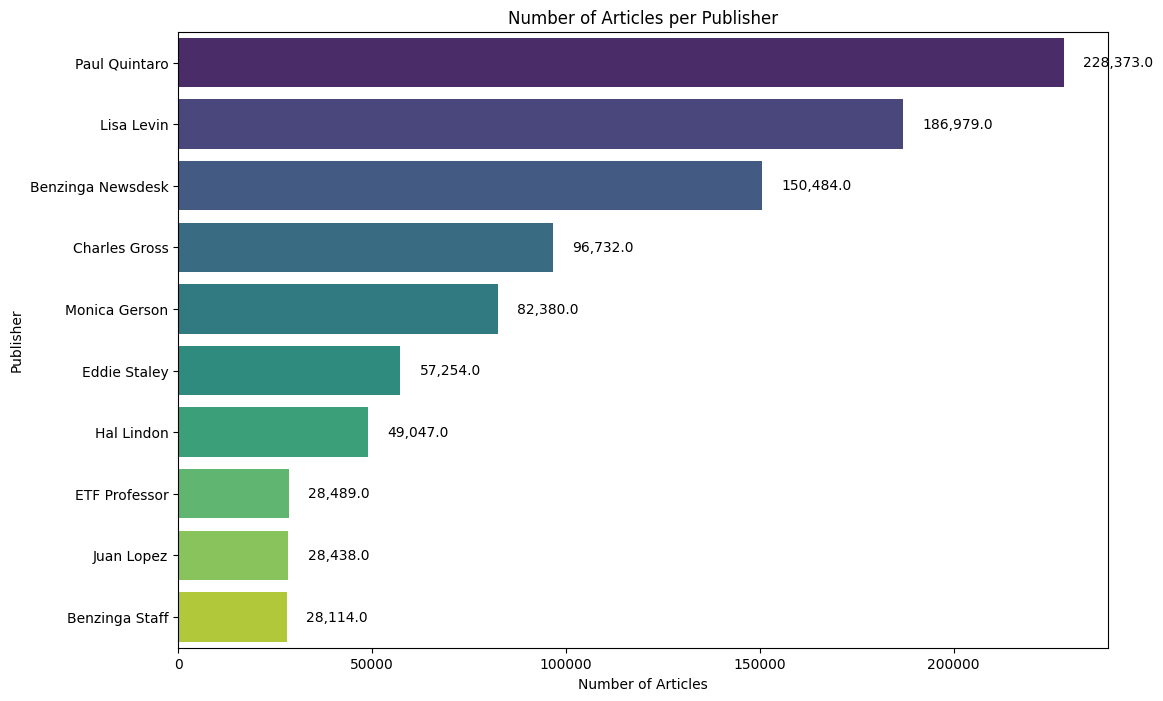 Number of Articles per Publisher
Paul Quintaro 228,373.0
Lisa Levin 186,979.0
Benzinga Newsdesk 150,484.0
Charles Gross 96,732.0
Monica Gerson 82,380.0
Eddie Staley 57,254.0
Hal Lindon 49,047.0
ETF Professor 28,489.0
Juan Lopez 28,438.0
Benzinga Staff 28,114.0
Publisher
0 50000 100000 150000 200000
Number of Articles